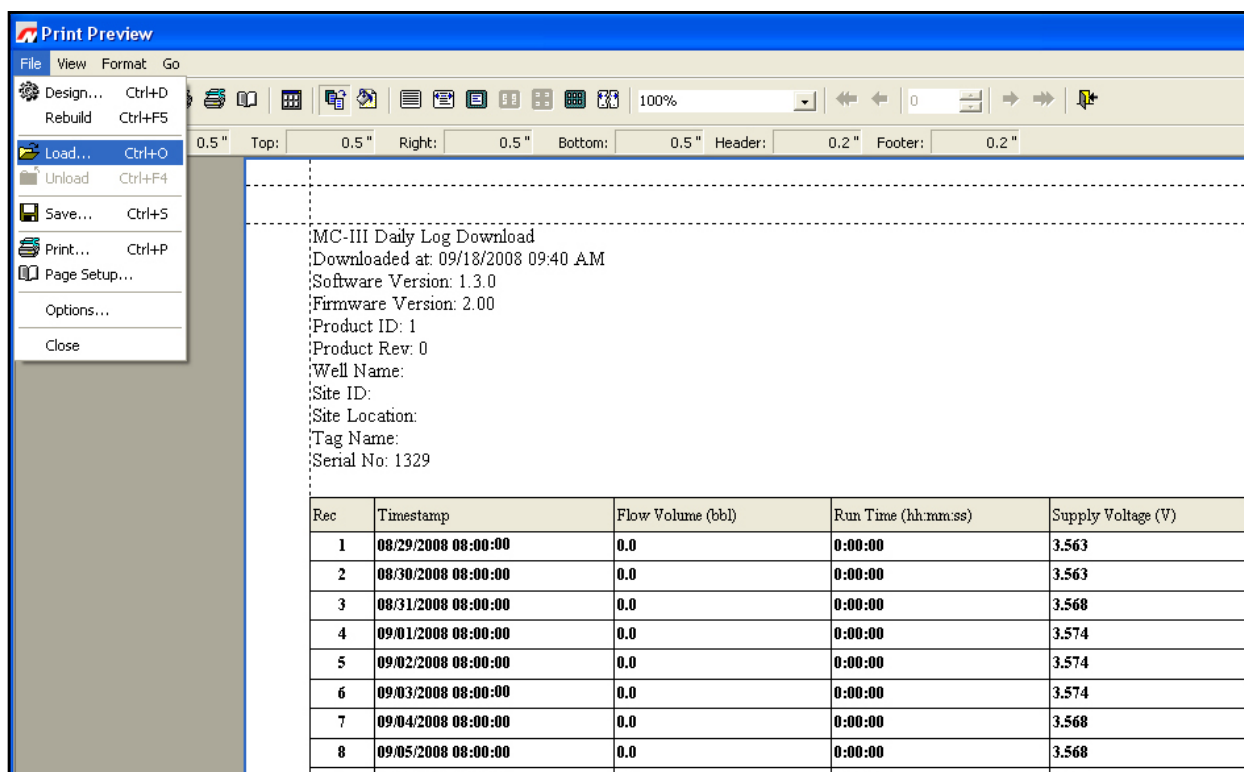 Print Preview
File View Format Go
Design... Ctrl+D
Rebuild Ctrl+F5
Load... Ctrl+O
Unload Ctrl+F4
Save... Ctrl+S
Print... Ctrl+P
Page Setup...
Options...
Close
100% 0
0.5 " Top: 0.5 " Right: 0.5 " Bottom: 0.5 " Header: 0.2 " Footer: 0.2 "
MC-III Daily Log Download
Downloaded at: 09/18/2008 09:40 AM
Software Version: 1.3.0
Firmware Version: 2.00
Product ID: 1
Product Rev: 0
Well Name:
Site ID:
Site Location:
Tag Name:
Serial No: 1329
Rec Timestamp Flow Volume (bbl) Run Time (hh:mm:ss) Supply Voltage (V)
1 08/29/2008 08:00:00 0.0 0:00:00 3.563
2 08/30/2008 08:00:00 0.0 0:00:00 3.563
3 08/31/2008 08:00:00 0.0 0:00:00 3.568
4 09/01/2008 08:00:00 0.0 0:00:00 3.574
5 09/02/2008 08:00:00 0.0 0:00:00 3.574
6 09/03/2008 08:00:00 0.0 0:00:00 3.574
7 09/04/2008 08:00:00 0.0 0:00:00 3.568
8 09/05/2008 08:00:00 0.0 0:00:00 3.568